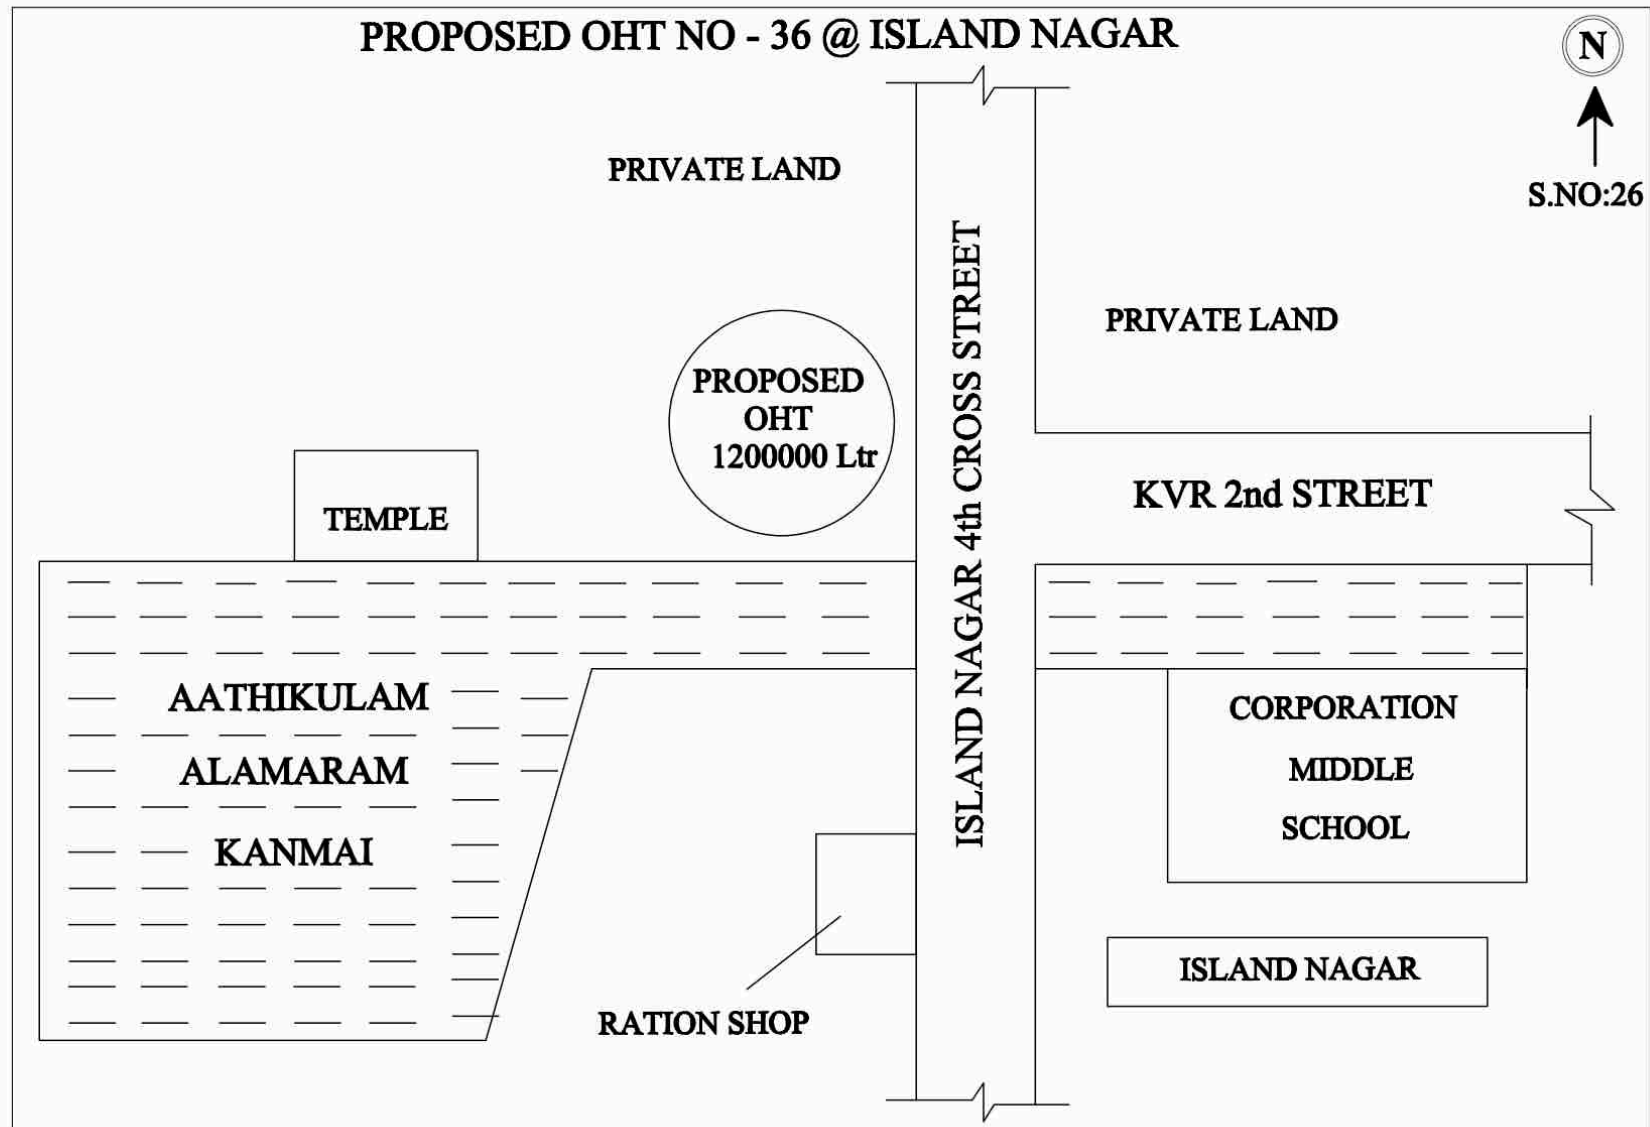 PROPOSED OHT NO - 36 @ ISLAND NAGAR
N
S.NO:26
PRIVATE LAND
PRIVATE LAND
PROPOSED
OHT
1200000 Ltr
ISLAND NAGAR 4th CROSS STREET
KVR 2nd STREET
TEMPLE
AATHIKULAM
ALAMARAM
KANMAI
CORPORATION
MIDDLE
SCHOOL
ISLAND NAGAR
RATION SHOP